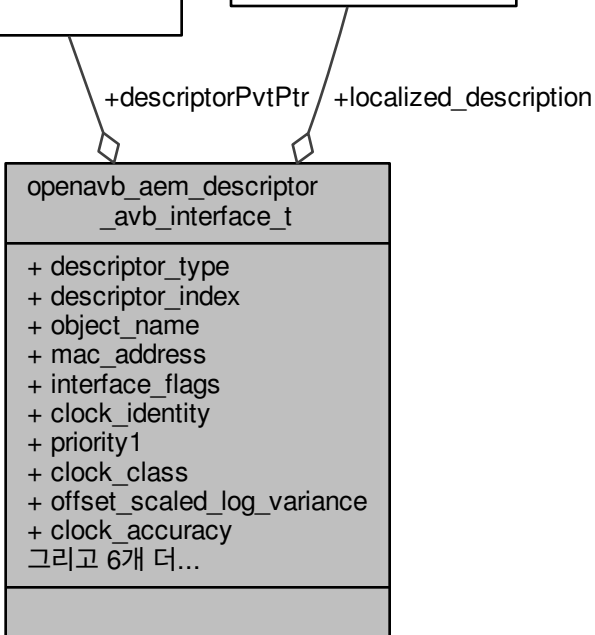 +descriptorPvtPtr
+localized_description
openavb_aem_descriptor
_avb_interface_t
+ descriptor_type
+ descriptor_index
+ object_name
+ mac_address
+ interface_flags
+ clock_identity
+ priority1
+ clock_class
+ offset_scaled_log_variance
+ clock_accuracy
그리고 6개 더...